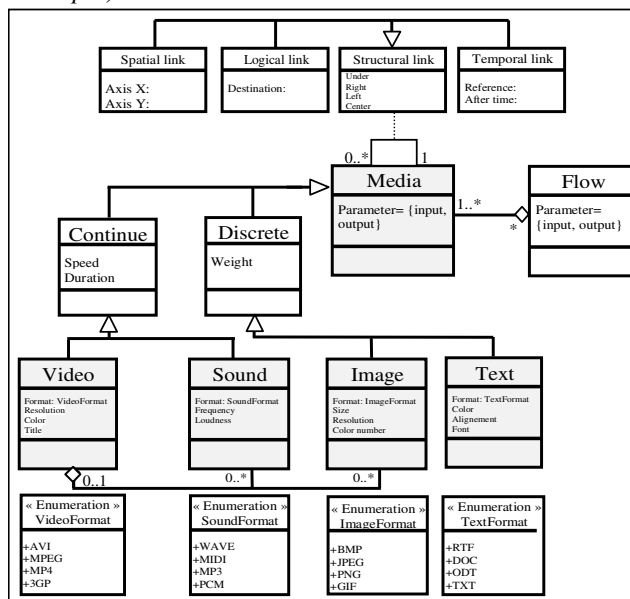 Spatial link
Axis X:
Axis Y:
Logical link
Destination:
Structural link
Under
Right
Left
Center
Temporal link
Reference:
After time:
0..*
1
Media
Parameter= {input,
output}
1..*
*
Flow
Parameter=
{input, output}
Continue
Speed
Duration
Discrete
Weight
Video
Format: VideoFormat
Resolution
Color
Title
Sound
Format: SoundFormat
Frequency
Loudness
Image
Format: ImageFormat
Size
Resolution
Color number
Text
Format: TextFormat
Color
Alignement
Font
0..1
0..*
0..*
« Enumeration »
VideoFormat
+AVI
+MPEG
+MP4
+3GP
« Enumeration »
SoundFormat
+WAVE
+MIDI
+MP3
+PCM
« Enumeration »
ImageFormat
+BMP
+JPEG
+PNG
+GIF
« Enumeration »
TextFormat
+RTF
+DOC
+ODT
+TXT